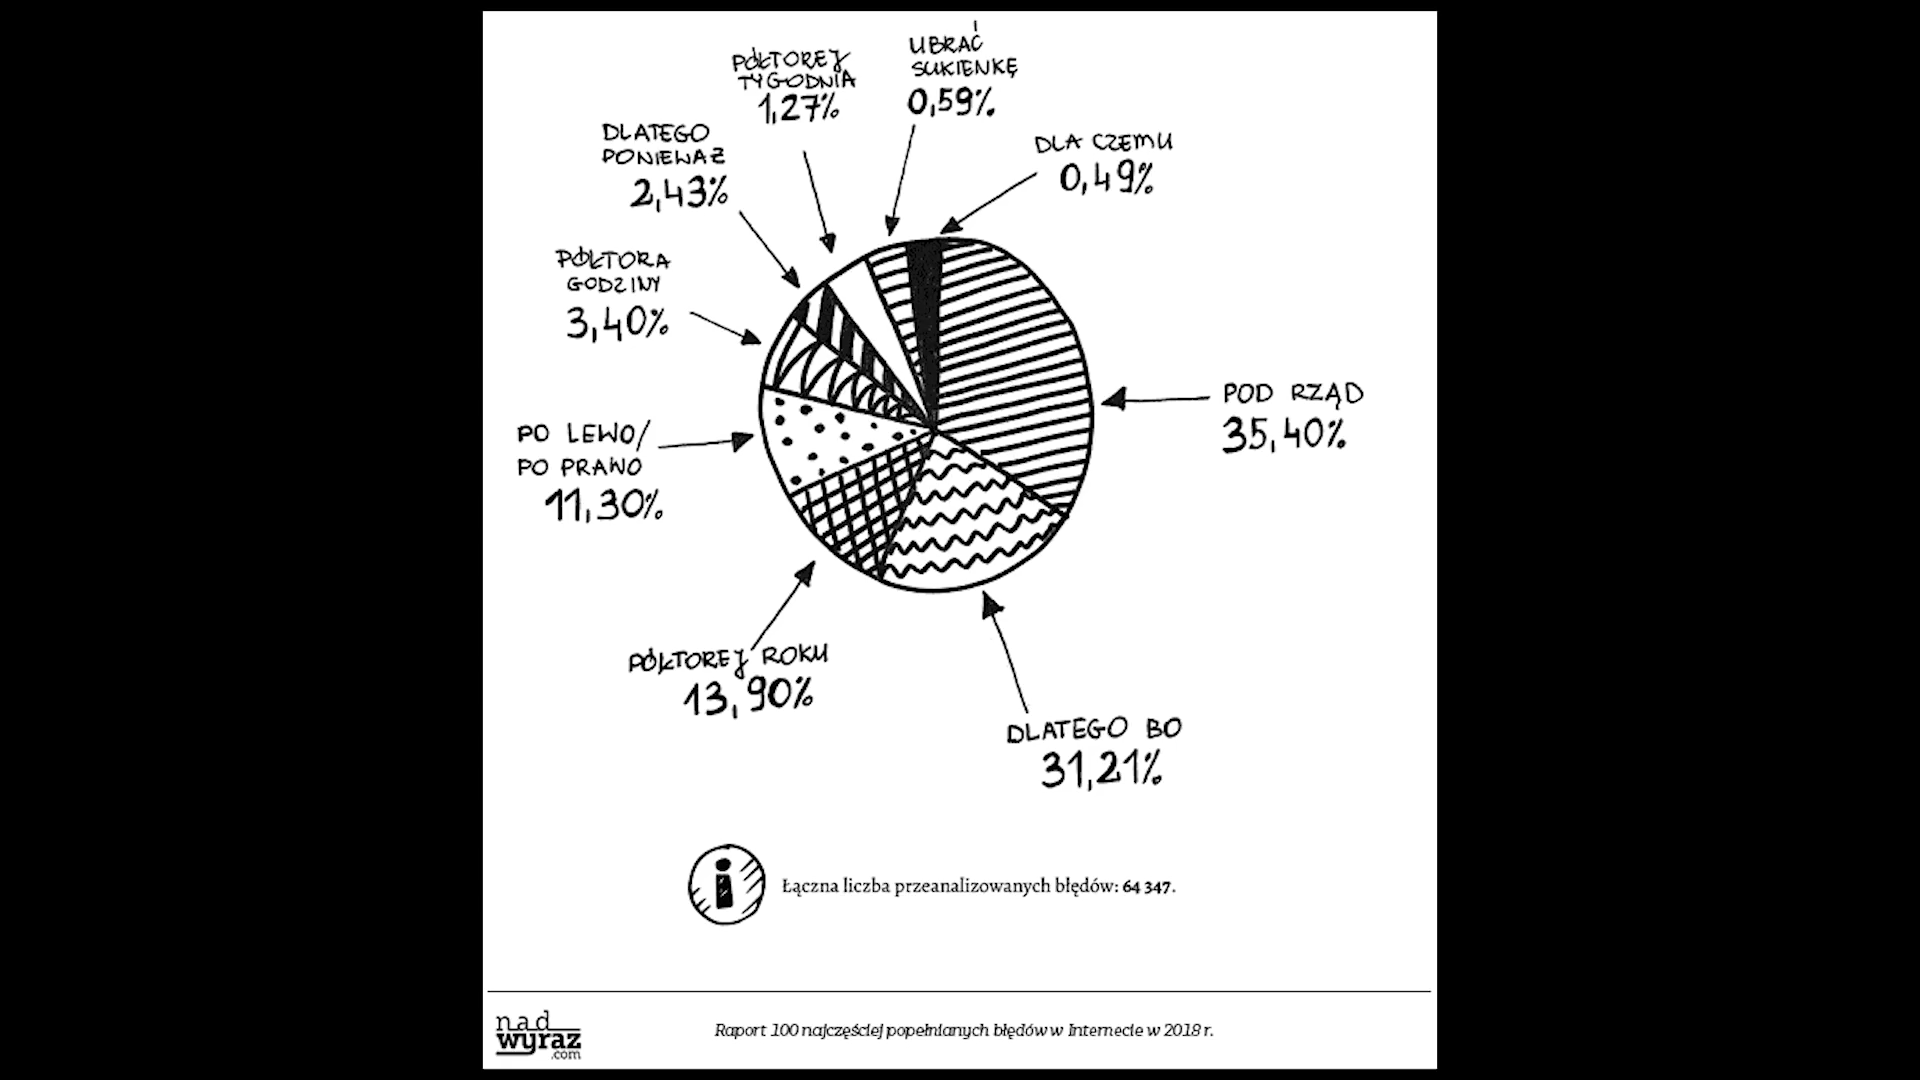 PÓŁTOREJ
TYGODNIA
1,27%
UBRAĆ
SUKIENKĘ
0,59%
DLATEGO
PONIEWAŻ
2,43%
DLA CZEMU
0,49%
PÓŁTORA
GODZINY
3,40%
POD RZĄD
35,40%
PO LEWO/
PO PRAWO
11,30%
PÓŁTOREJ ROKU
13,90%
DLATEGO BO
31,21%
Łączna liczba przeanalizowanych błędów: 64 347.
nad
wyraz
.com
Raport 100 najczęściej popełnianych błędów w Internecie w 2018 r.